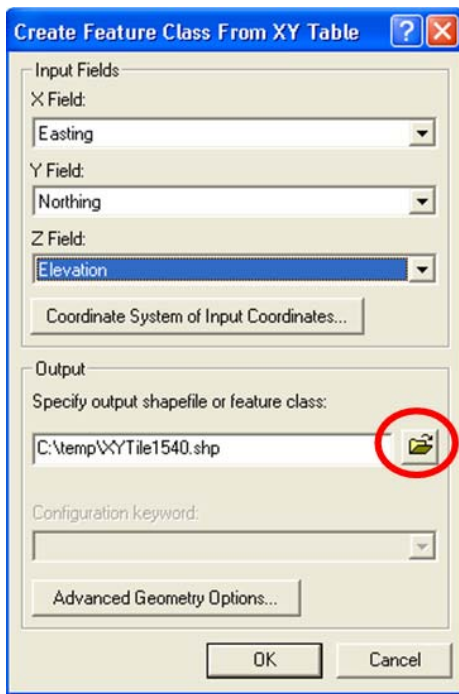 Create Feature Class From XY Table
Input Fields
X Field:
Easting
Y Field:
Northing
Z Field:
Elevation
Coordinate System of Input Coordinates...
Output
Specify output shapefile or feature class:
C:\temp\XYTile1540.shp
Configuration keyword:
Advanced Geometry Options...
OK Cancel